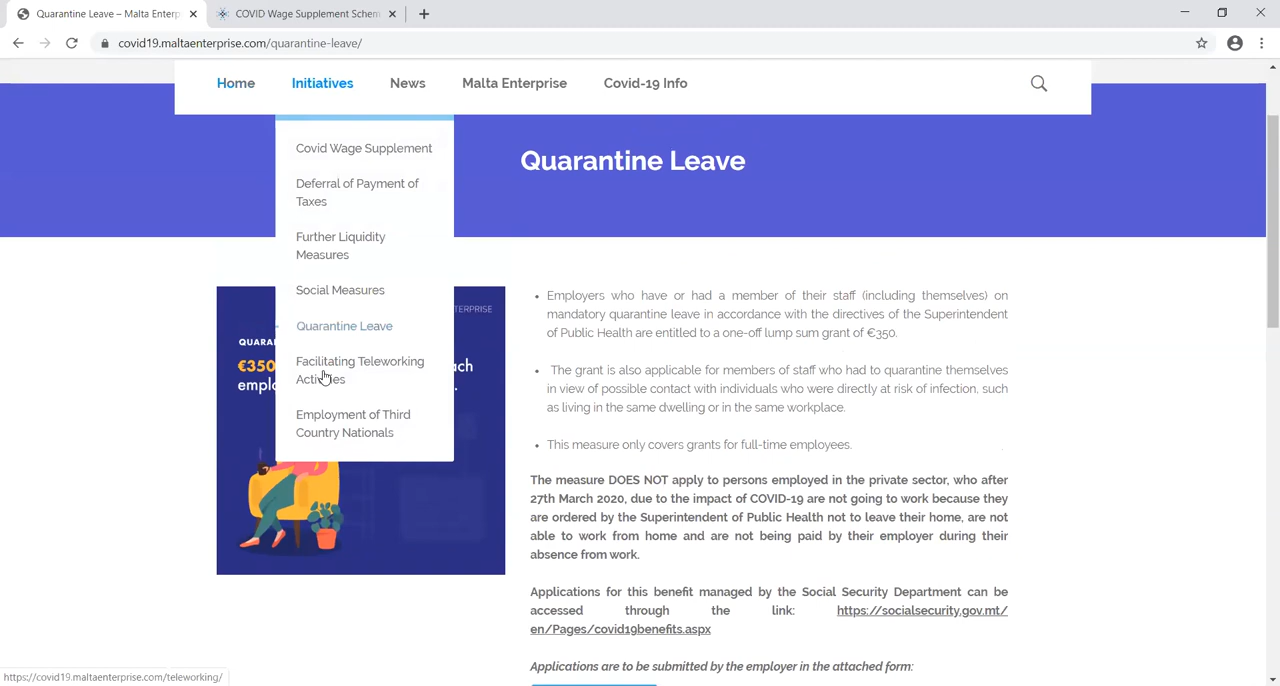 Quarantine Leave – Malta Enterp
COVID Wage Supplement Schem
covid19.maltaenterprise.com/quarantine-leave/
Home Initiatives News Malta Enterprise Covid-19 Info
Covid Wage Supplement
Deferral of Payment of
Taxes
Further Liquidity
Measures
Social Measures
Quarantine Leave
Facilitating Teleworking
Activities
Employment of Third
Country Nationals
Quarantine Leave
ERPRISE
QUARA
€350
ach
emplo
• Employers who have or had a member of their staff (including themselves) on
mandatory quarantine leave in accordance with the directives of the Superintendent
of Public Health are entitled to a one-off lump sum grant of €350.
• The grant is also applicable for members of staff who had to quarantine themselves
in view of possible contact with individuals who were directly at risk of infection, such
as living in the same dwelling or in the same workplace.
• This measure only covers grants for full-time employees.
The measure DOES NOT apply to persons employed in the private sector, who after
27th March 2020, due to the impact of COVID-19 are not going to work because they
are ordered by the Superintendent of Public Health not to leave their home, are not
able to work from home and are not being paid by their employer during their
absence from work.
Applications for this benefit managed by the Social Security Department can be
accessed through the link: https://socialsecurity.gov.mt/
en/Pages/covid19benefits.aspx
Applications are to be submitted by the employer in the attached form:
https://covid19.maltaenterprise.com/teleworking/